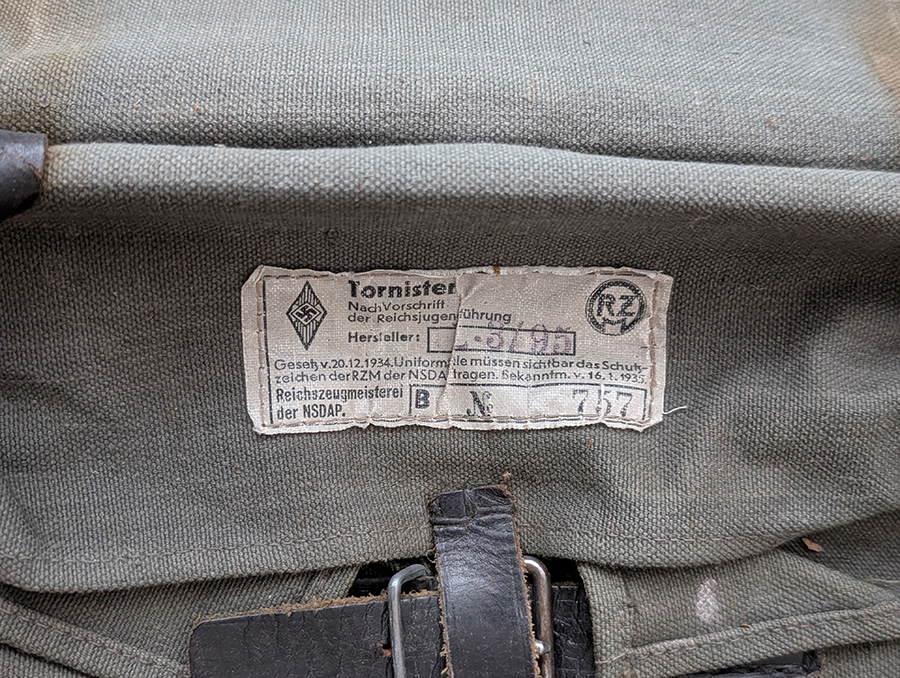 Tornister
Nach Vorschrift
der Reichsjugendführung
RZM
Hersteller:
Gesetz v. 20.12.1934. Uniformteile müssen sichtbar das Schutz-
zeichen der RZM der NSDAP tragen. Bekanntm. v. 16.1.1935.
Reichszeugmeisterei
der NSDAP.
B
№ 757